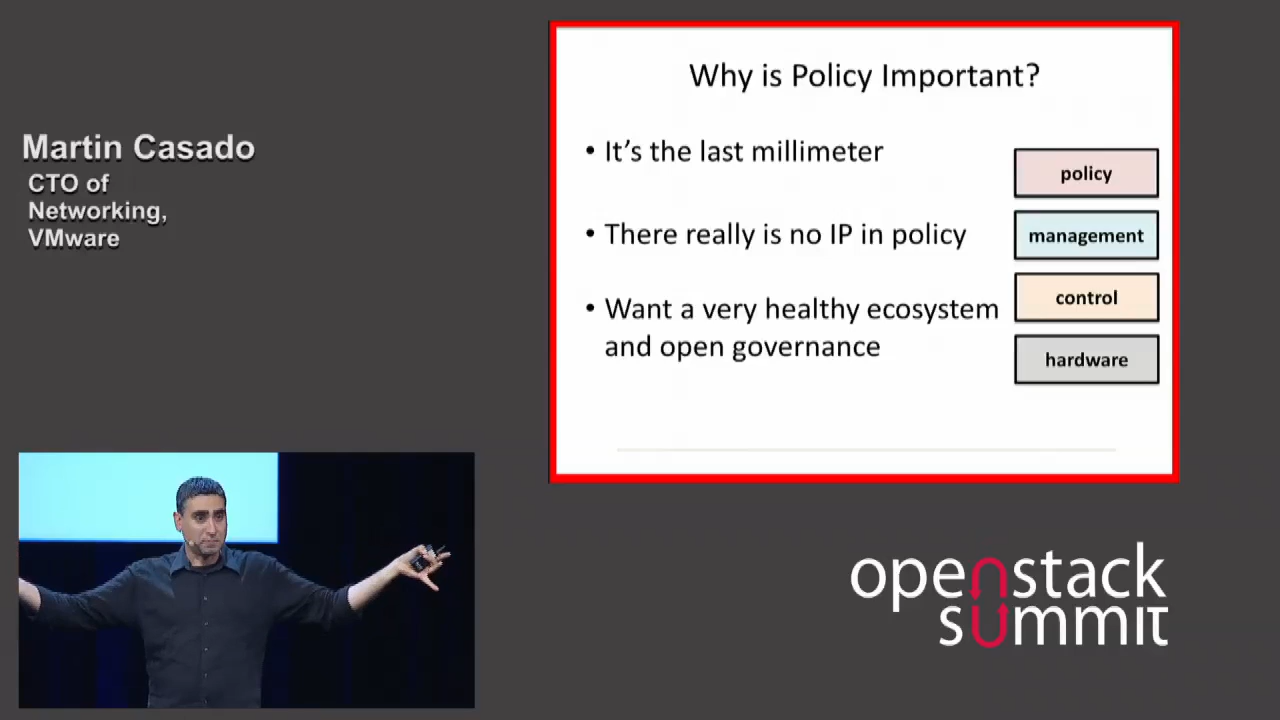 Martin Casado
CTO of
Networking,
VMware
Why is Policy Important?
• It's the last millimeter
• There really is no IP in policy
• Want a very healthy ecosystem
and open governance
policy
management
control
hardware
openstack
summit